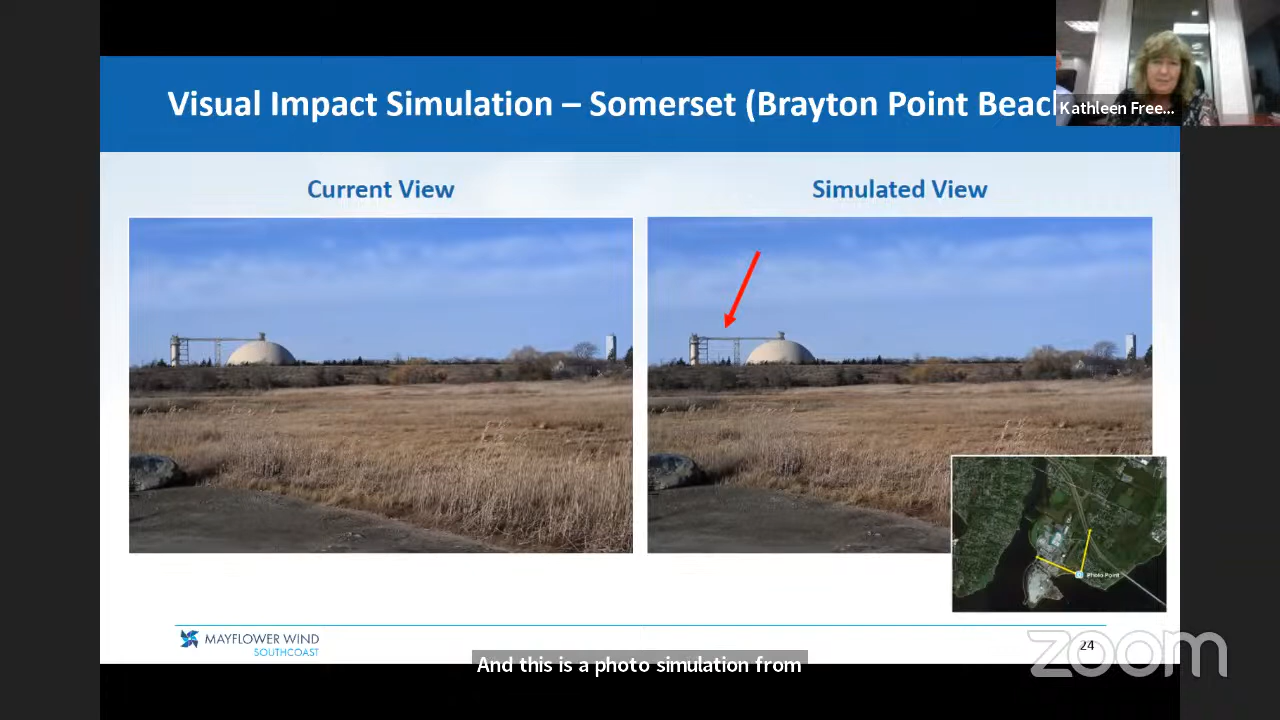 Visual Impact Simulation – Somerset (Brayton Point Beac
Kathleen Free...
Current View
Simulated View
Photo Point
MAYFLOWER WIND
SOUTHCOAST
24
zoom
And this is a photo simulation from